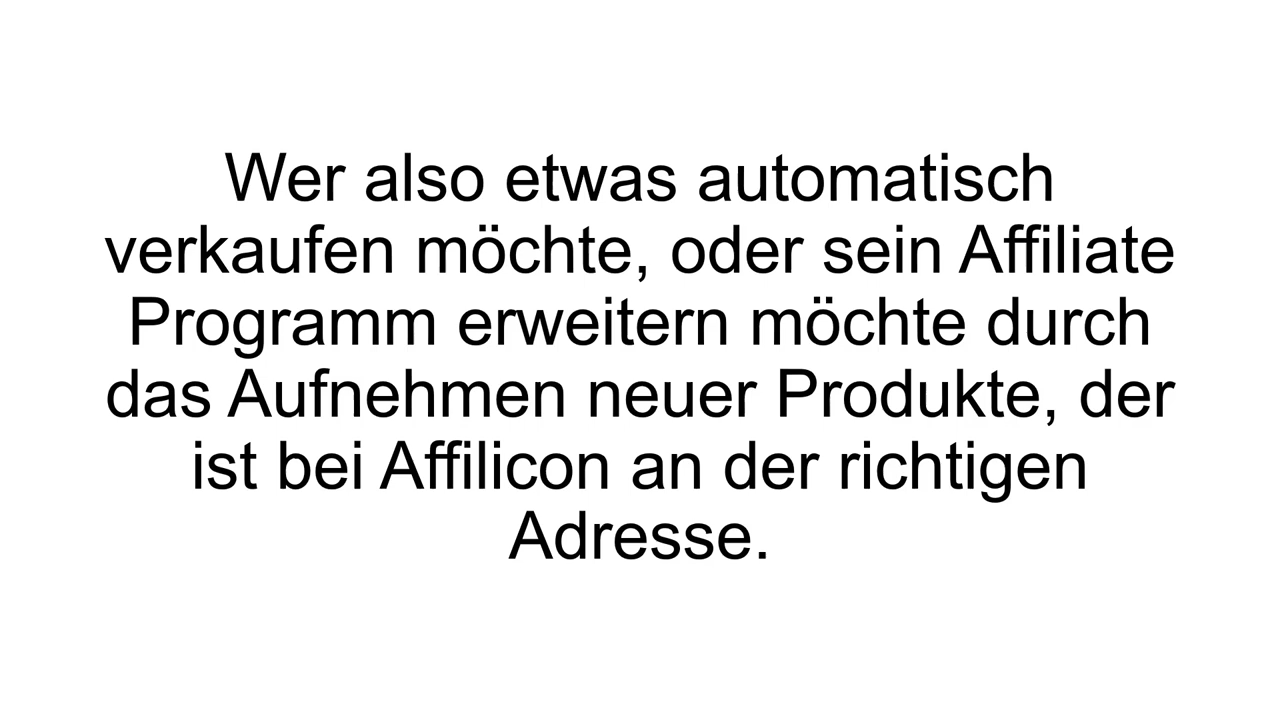 Wer also etwas automatisch
verkaufen möchte, oder sein Affiliate
Programm erweitern möchte durch
das Aufnehmen neuer Produkte, der
ist bei Affilicon an der richtigen
Adresse.